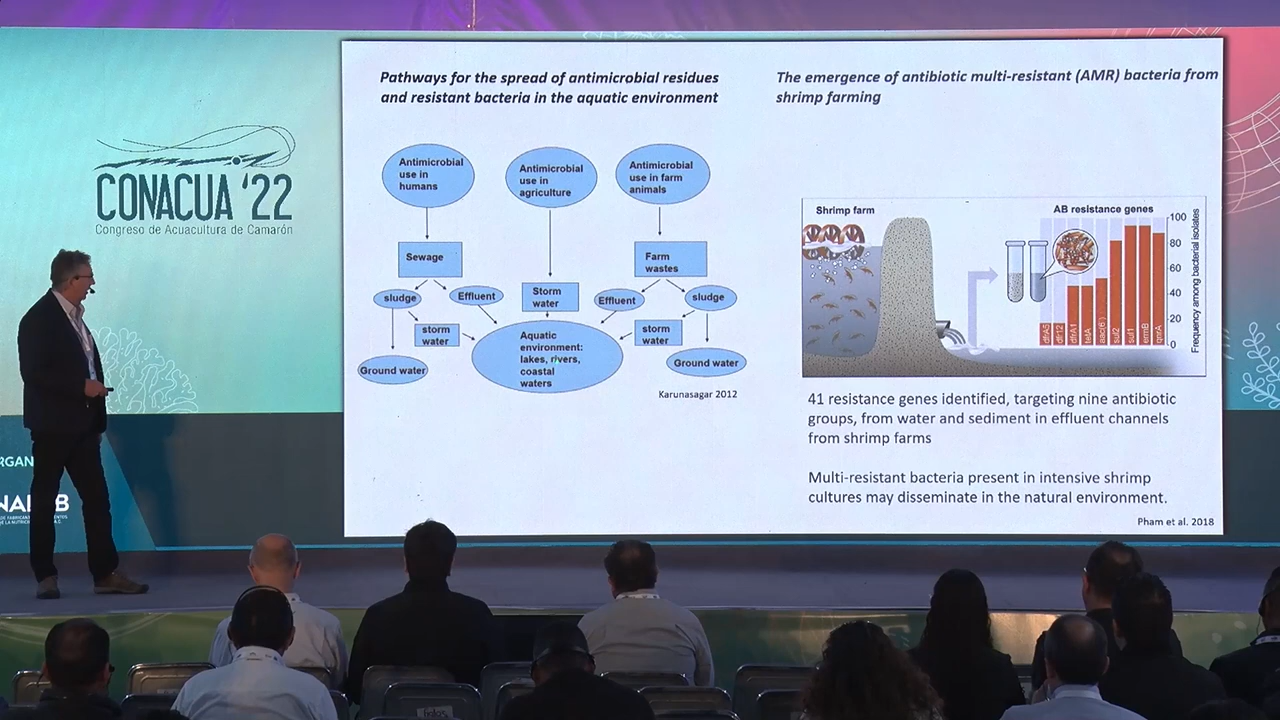 CONACUA '22
Congreso de Acuacultura de Camarón
Pathways for the spread of antimicrobial residues
and resistant bacteria in the aquatic environment
Antimicrobial
use in
humans
Antimicrobial
use in
agriculture
Antimicrobial
use in farm
animals
Sewage
Farm
wastes
sludge
Effluent
Storm
water
Effluent
sludge
storm
water
Aquatic
environment:
lakes, rivers,
coastal
waters
storm
water
Ground water
Ground water
Karunasagar 2012
The emergence of antibiotic multi-resistant (AMR) bacteria from
shrimp farming
Shrimp farm
AB resistance genes
Frequency among bacterial isolates
100
80
60
40
20
0
dfrA1
tetA
sul2
sul1
ermB
qnrA
41 resistance genes identified, targeting nine antibiotic
groups, from water and sediment in effluent channels
from shrimp farms
Multi-resistant bacteria present in intensive shrimp
cultures may disseminate in the natural environment.
Pham et al. 2018